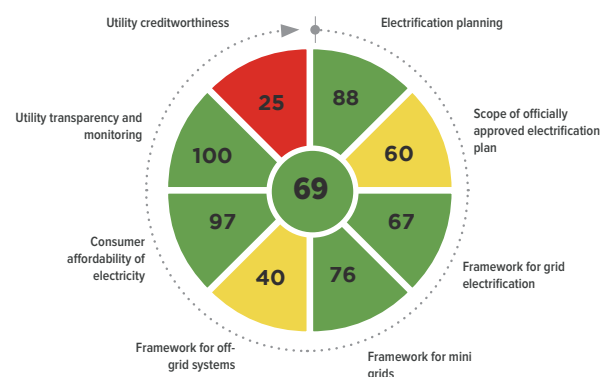 Utility creditworthiness
Electrification planning
25
88
Utility transparency and
monitoring
Scope of officially
approved electrification
plan
100
60
69
97
67
Consumer
affordability of
electricity
Framework for grid
electrification
40
76
Framework for off-
grid systems
Framework for mini
grids